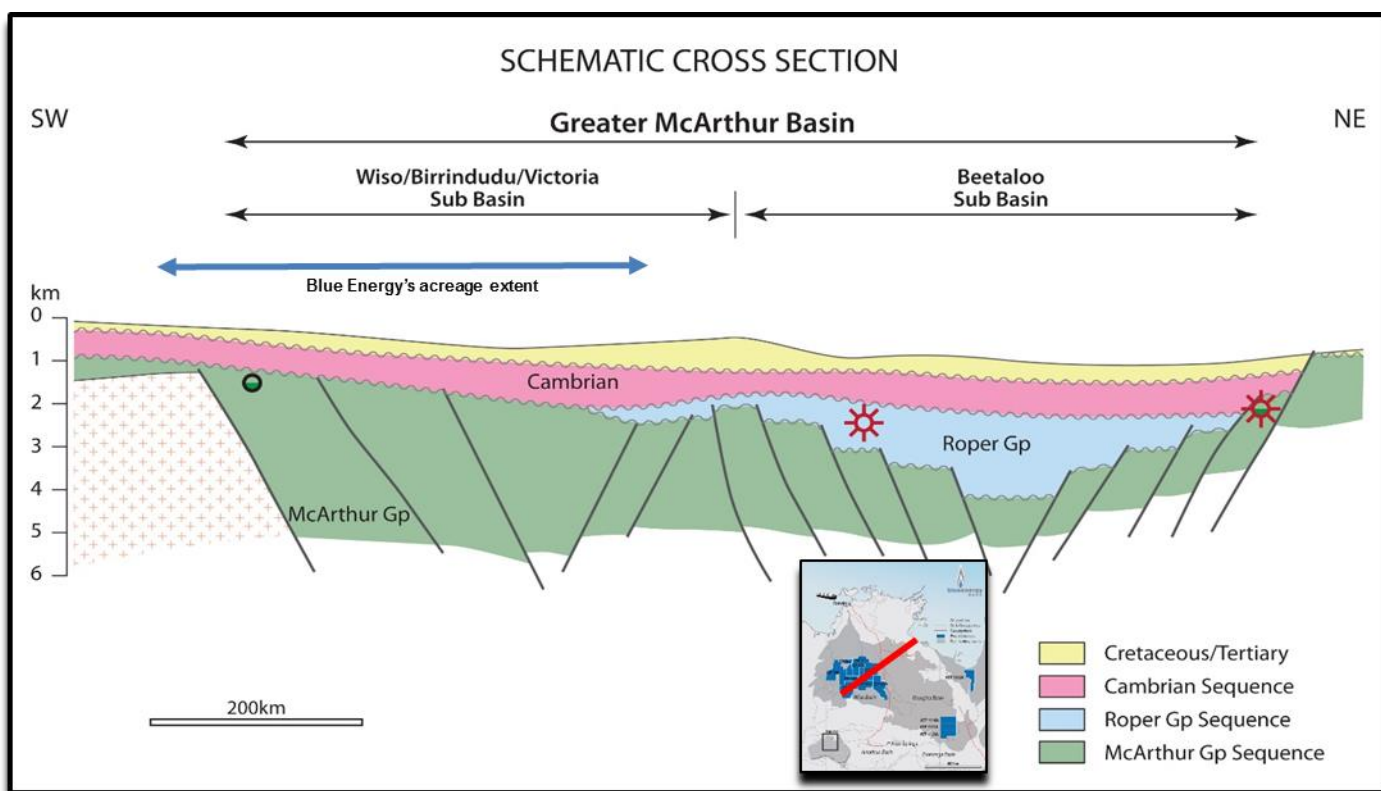 SCHEMATIC CROSS SECTION
SW
NE
Greater McArthur Basin
Wiso/Birrindudu/Victoria
Sub Basin
Beetaloo
Sub Basin
Blue Energy's acreage extent
km
0
1
2
3
4
5
6
Cambrian
Roper Gp
McArthur Gp
200km
Cretaceous/Tertiary
Cambrian Sequence
Roper Gp Sequence
McArthur Gp Sequence